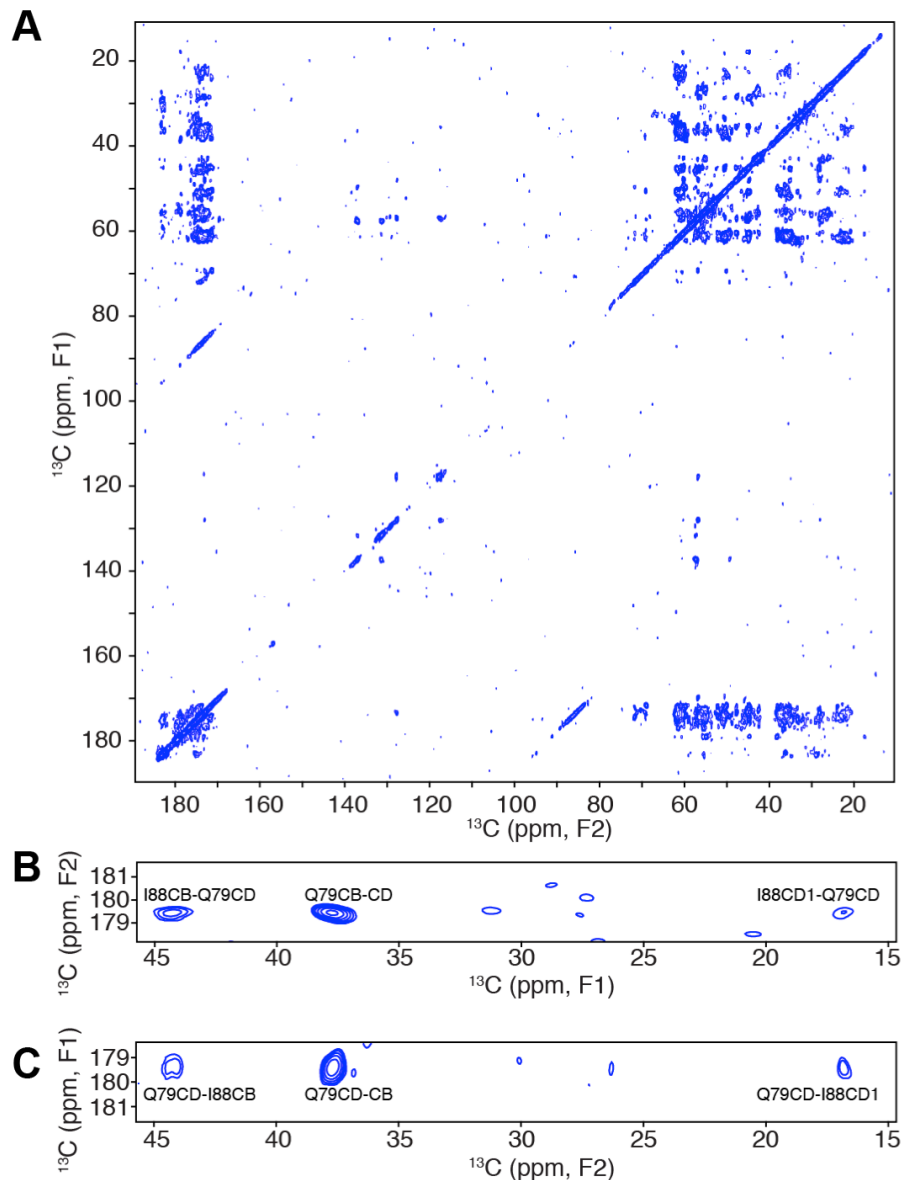 A
20
40
60
80
100
120
140
160
180
¹³C (ppm, F1)
180 160 140 120 100 80 60 40 20
¹³C (ppm, F2)
B
181
180
179
¹³C (ppm, F2)
I88CB-Q79CD Q79CB-CD I88CD1-Q79CD
45 40 35 30 25 20 15
¹³C (ppm, F1)
C
179
180
181
¹³C (ppm, F1)
Q79CD-I88CB Q79CD-CB Q79CD-I88CD1
45 40 35 30 25 20 15
¹³C (ppm, F2)